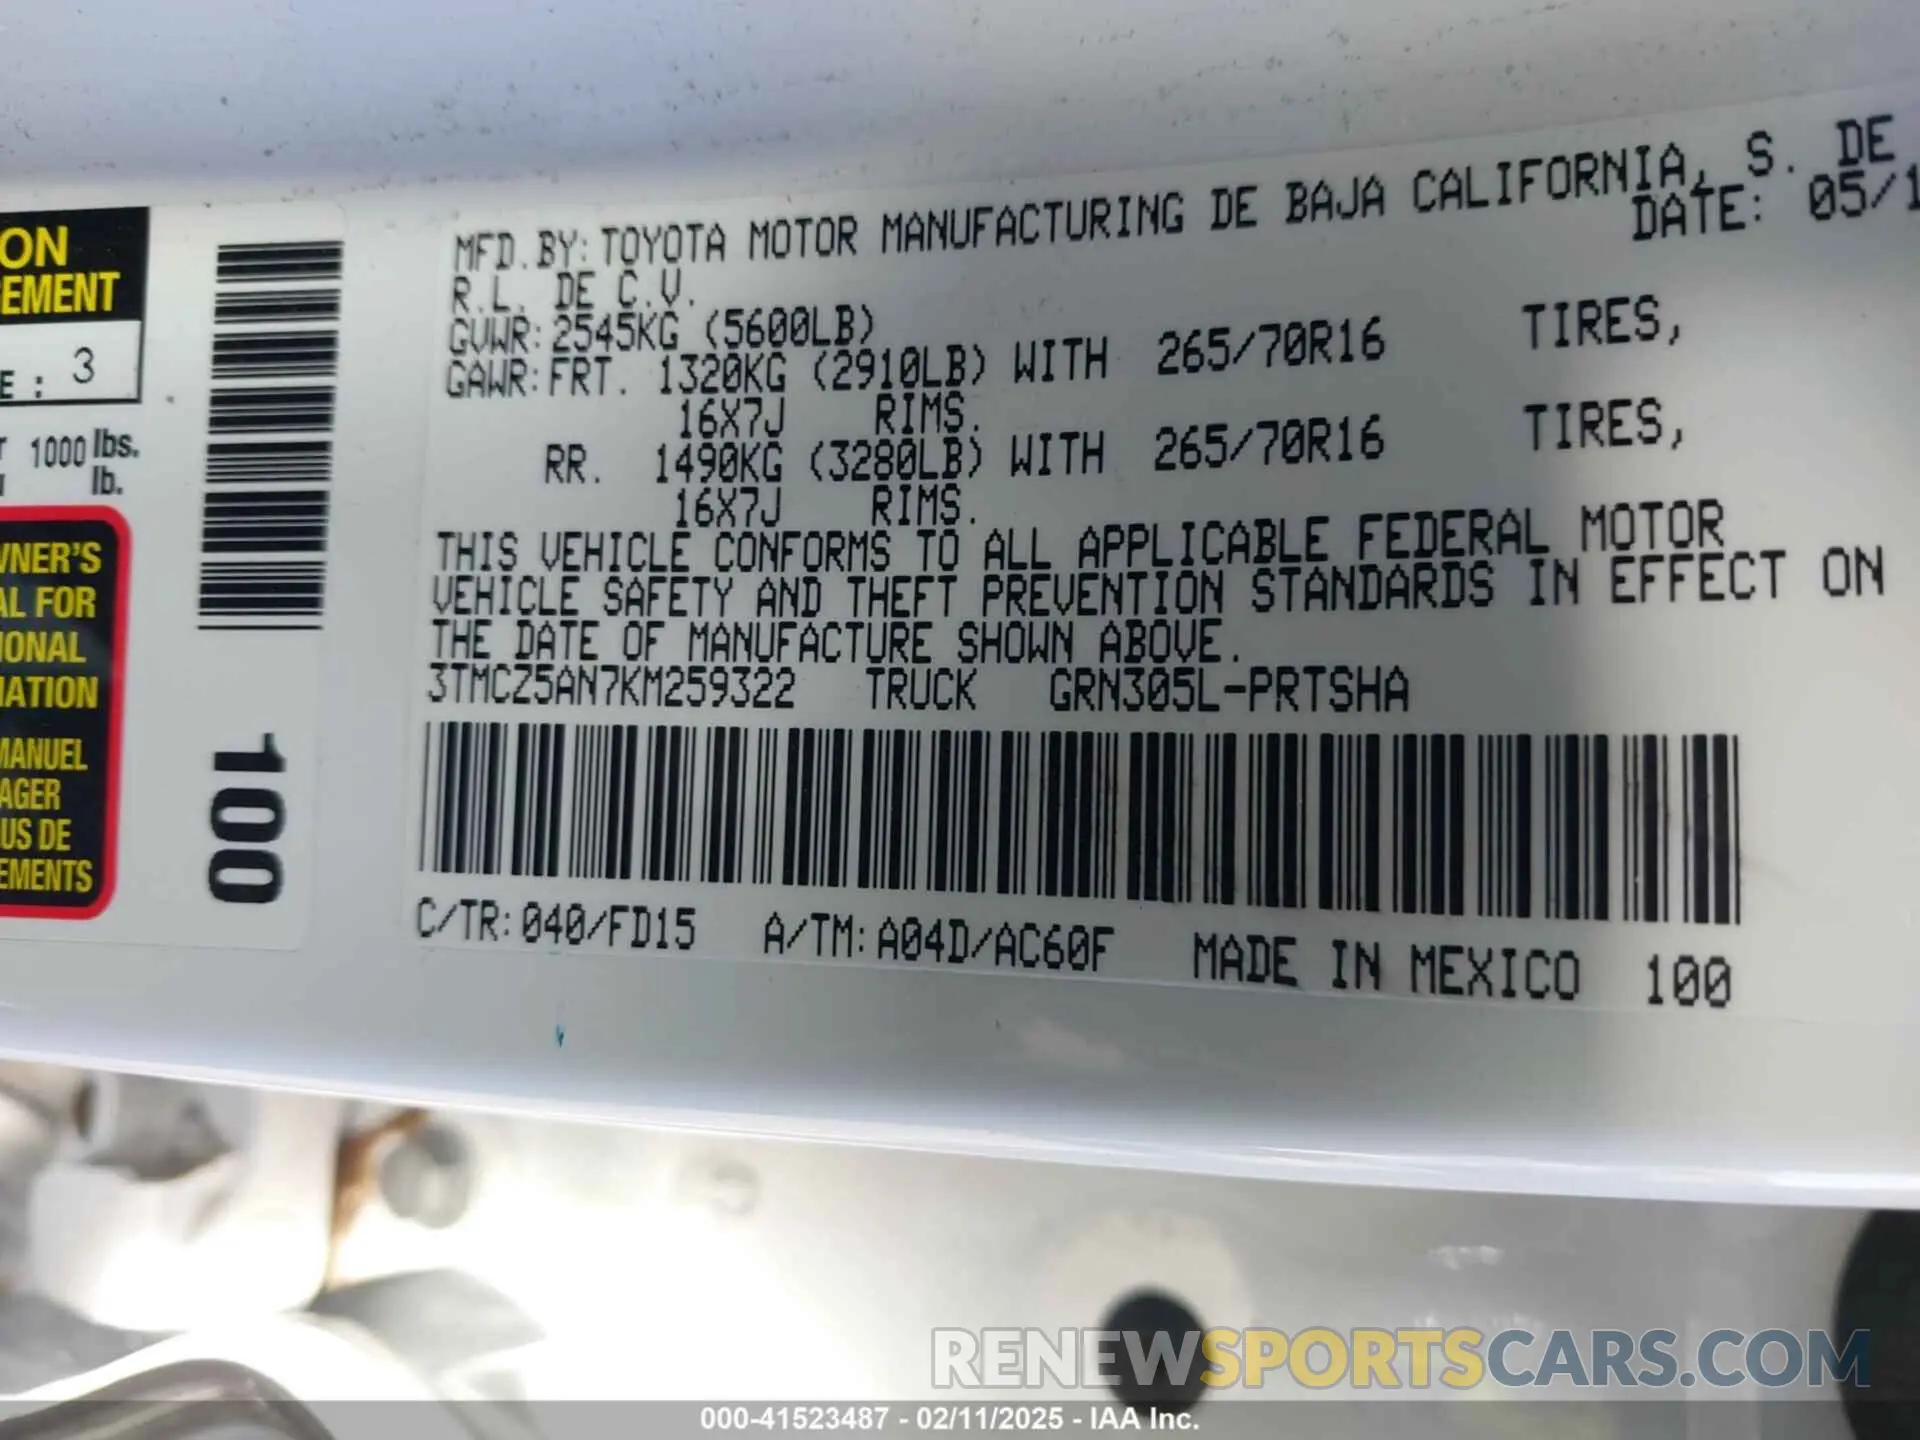 ON
EMENT
E : 3
1000 lbs.
lb.
WNER'S
AL FOR
IONAL
MATION
MANUEL
AGER
US DE
EMENTS
100
MFD.BY: TOYOTA MOTOR MANUFACTURING DE BAJA CALIFORNIA, S. DE
R.L. DE C.V. DATE: 05/1
GVWR: 2545KG (5600LB)
GAWR: FRT. 1320KG (2910LB) WITH 265/70R16 TIRES,
16X7J RIMS.
RR. 1490KG (3280LB) WITH 265/70R16 TIRES,
16X7J RIMS.
THIS VEHICLE CONFORMS TO ALL APPLICABLE FEDERAL MOTOR
VEHICLE SAFETY AND THEFT PREVENTION STANDARDS IN EFFECT ON
THE DATE OF MANUFACTURE SHOWN ABOVE.
3TMCZ5AN7KM259322 TRUCK GRN305L-PRTSHA
C/TR: 040/FD15 A/TM: A04D/AC60F MADE IN MEXICO 100
RENEWSPORTSCARS.COM
000-41523487 - 02/11/2025 - IAA Inc.